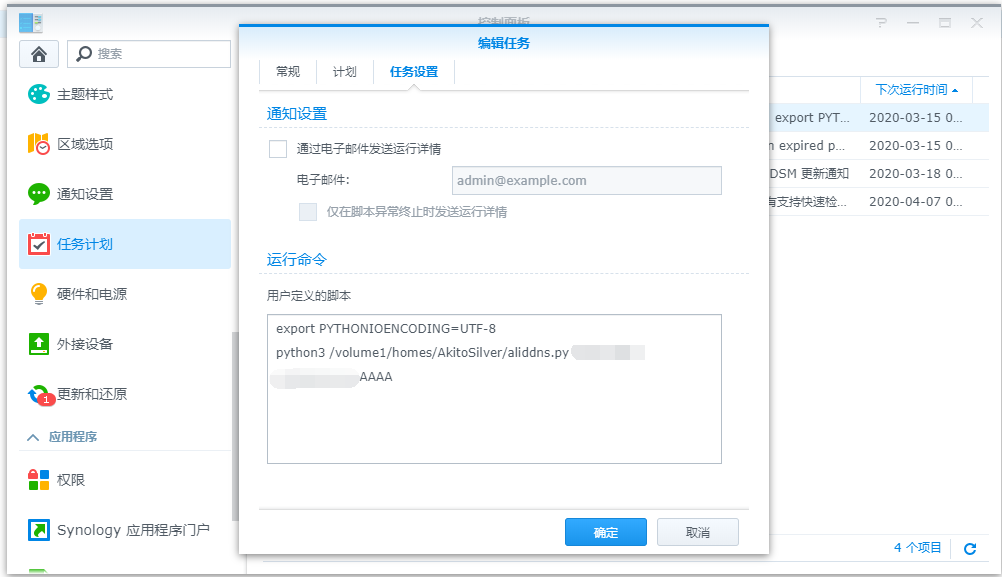 控制面板
搜索
主题样式
区域选项
通知设置
任务计划
硬件和电源
外接设备
1
更新和还原
应用程序
权限
Synology 应用程序门户
编辑任务
常规
计划
任务设置
通知设置
通过电子邮件发送运行详情
电子邮件:
admin@example.com
仅在脚本异常终止时发送运行详情
运行命令
用户定义的脚本
export PYTHONIOENCODING=UTF-8
python3 /volume1/homes/AkitoSilver/aliddns.py
AAAA
确定
取消
下次运行时间
export PYT... 2020-03-15 0...
n expired p... 2020-03-15 0...
DSM 更新通知 2020-03-18 0...
有支持快速检... 2020-04-07 0...
4 个项目